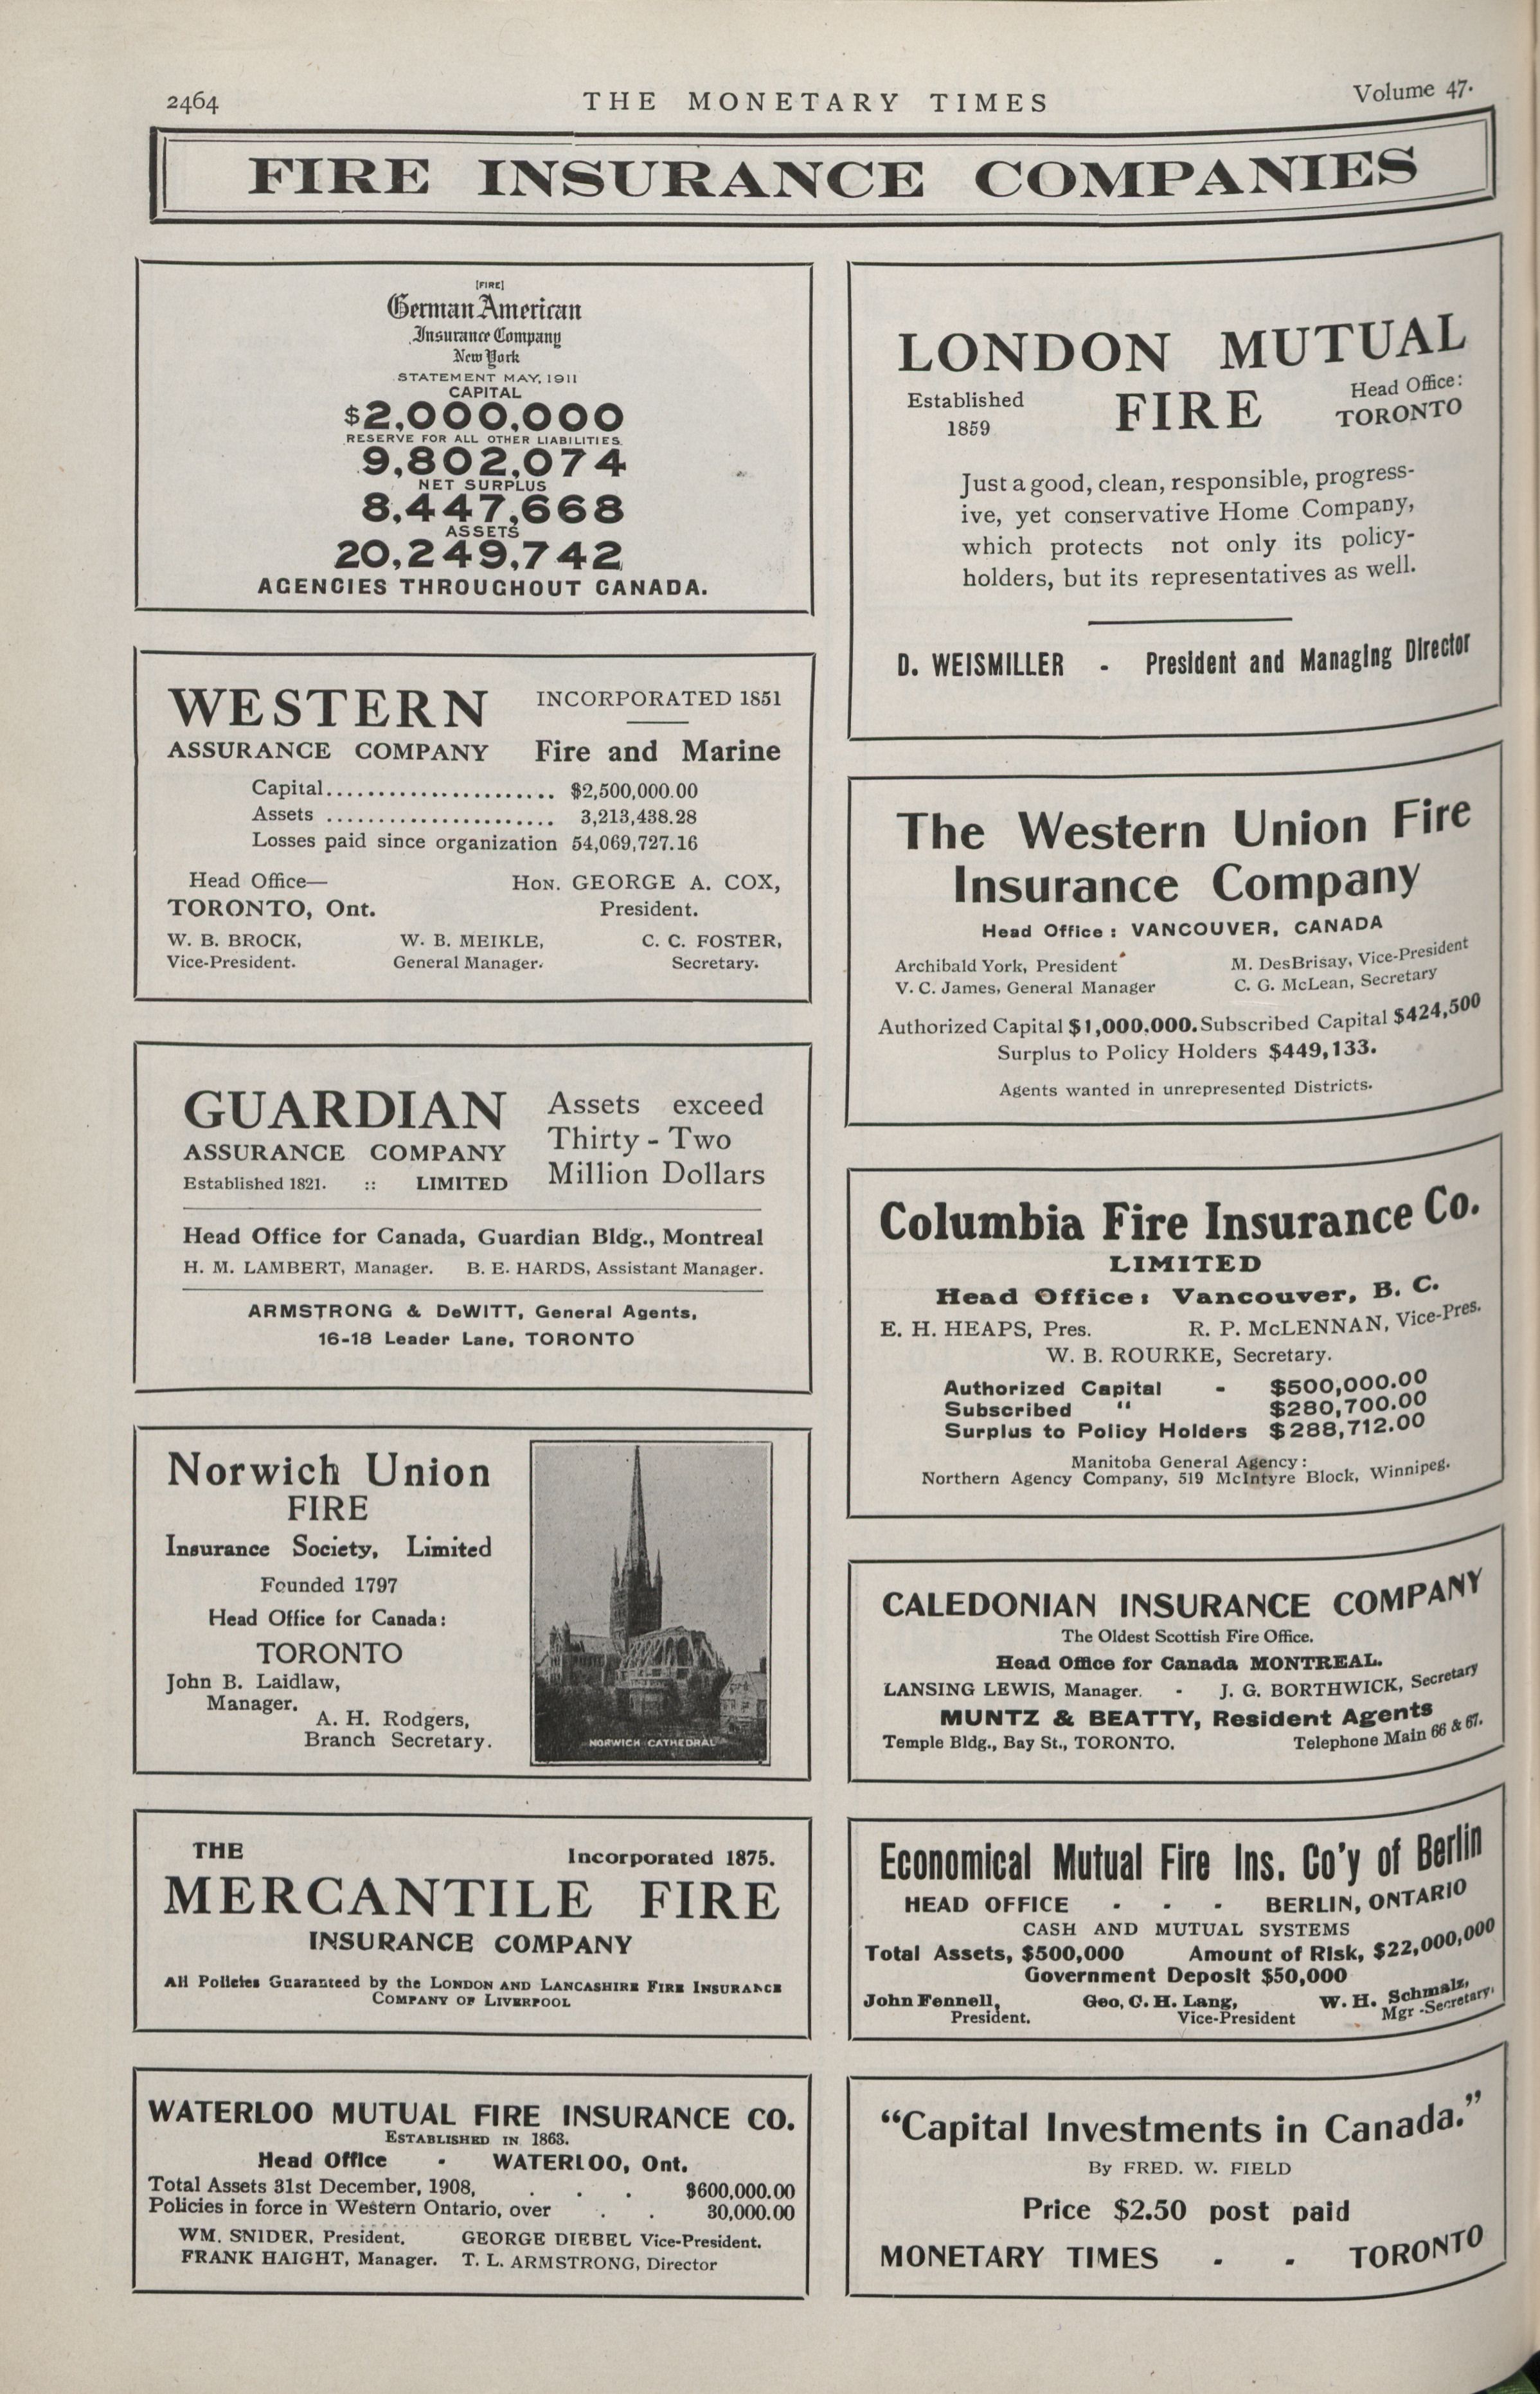 2464
THE MONETARY TIMES
Volume 47.
FIRE INSURANCE COMPANIES
[FIRE]
German American
Insurance Company
New York
STATEMENT MAY, 1911
CAPITAL
$2,000,000
RESERVE FOR ALL OTHER LIABILITIES
9,802,074
NET SURPLUS
8,447,668
ASSETS
20,249,742
AGENCIES THROUGHOUT CANADA.
WESTERN INCORPORATED 1851
ASSURANCE COMPANY Fire and Marine
Capital...................... $2,500,000.00
Assets ...................... 3,213,438.28
Losses paid since organization 54,069,727.16
Head Office— HON. GEORGE A. COX,
TORONTO, Ont. President.
W. B. BROCK, W. B. MEIKLE, C. C. FOSTER,
Vice-President. General Manager. Secretary.
GUARDIAN
ASSURANCE COMPANY
Established 1821. :: LIMITED
Assets exceed
Thirty-Two
Million Dollars
Head Office for Canada, Guardian Bldg., Montreal
H. M. LAMBERT, Manager. B. E. HARDS, Assistant Manager.
ARMSTRONG & DeWITT, General Agents,
16-18 Leader Lane, TORONTO
Norwich Union
FIRE
Insurance Society, Limited
Founded 1797
Head Office for Canada:
TORONTO
John B. Laidlaw,
Manager.
A. H. Rodgers,
Branch Secretary.
NORWICH CATHEDRAL
THE Incorporated 1875.
MERCANTILE FIRE
INSURANCE COMPANY
All Policies Guaranteed by the LONDON AND LANCASHIRE FIRE INSURANCE
COMPANY OF LIVERPOOL
WATERLOO MUTUAL FIRE INSURANCE CO.
ESTABLISHED IN 1863.
Head Office - WATERLOO, Ont.
Total Assets 31st December, 1908, . . . $600,000.00
Policies in force in Western Ontario, over . . 30,000.00
WM. SNIDER, President. GEORGE DIEBEL Vice-President.
FRANK HAIGHT, Manager. T. L. ARMSTRONG, Director
LONDON MUTUAL
Established
1859
FIRE
Head Office:
TORONTO
Just a good, clean, responsible, progress-
ive, yet conservative Home Company,
which protects not only its policy-
holders, but its representatives as well.
D. WEISMILLER - President and Managing Director
The Western Union Fire
Insurance Company
Head Office: VANCOUVER, CANADA
Archibald York, President M. DesBrisay, Vice-President
V. C. James, General Manager C. G. McLean, Secretary
Authorized Capital $1,000,000. Subscribed Capital $424,500
Surplus to Policy Holders $449,133.
Agents wanted in unrepresented Districts.
Columbia Fire Insurance Co.
LIMITED
Head Office: Vancouver, B. C.
E. H. HEAPS, Pres. R. P. McLENNAN, Vice-Pres.
W. B. ROURKE, Secretary.
Authorized Capital - $500,000.00
Subscribed " $280,700.00
Surplus to Policy Holders $288,712.00
Manitoba General Agency:
Northern Agency Company, 519 McIntyre Block, Winnipeg.
CALEDONIAN INSURANCE COMPANY
The Oldest Scottish Fire Office.
Head Office for Canada MONTREAL.
LANSING LEWIS, Manager. - J. G. BORTHWICK, Secretary
MUNTZ & BEATTY, Resident Agents
Temple Bldg., Bay St., TORONTO. Telephone Main 66 & 67.
Economical Mutual Fire Ins. Co'y of Berlin
HEAD OFFICE - - - BERLIN, ONTARIO
CASH AND MUTUAL SYSTEMS
Total Assets, $500,000 Amount of Risk, $22,000,000
Government Deposit $50,000
John Fennell, Geo. C. H. Lang, W. H. Schmalz,
President. Vice-President Mgr.-Secretary.
"Capital Investments in Canada."
By FRED. W. FIELD
Price $2.50 post paid
MONETARY TIMES - - TORONTO